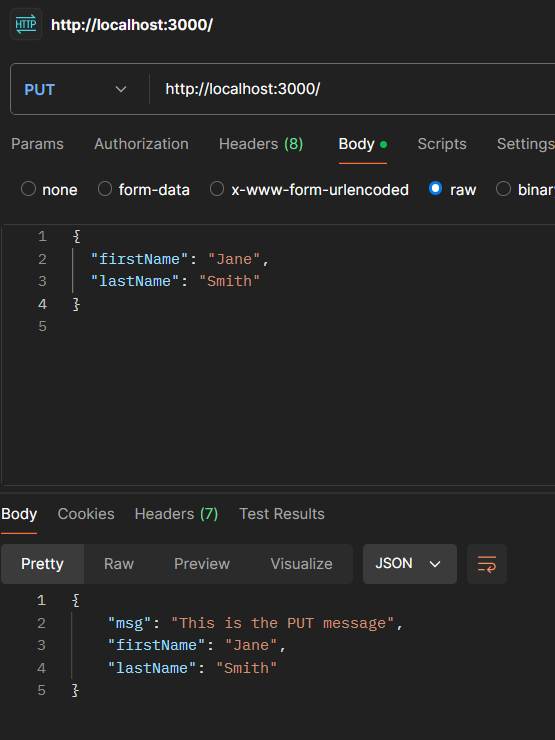 HTTP http://localhost:3000/
PUT http://localhost:3000/
Params Authorization Headers (8) Body Scripts Settings
none form-data x-www-form-urlencoded raw binar
1 {
2 "firstName": "Jane",
3 "lastName": "Smith"
4 }
5
Body Cookies Headers (7) Test Results
Pretty Raw Preview Visualize JSON
1 {
2 "msg": "This is the PUT message",
3 "firstName": "Jane",
4 "lastName": "Smith"
5 }